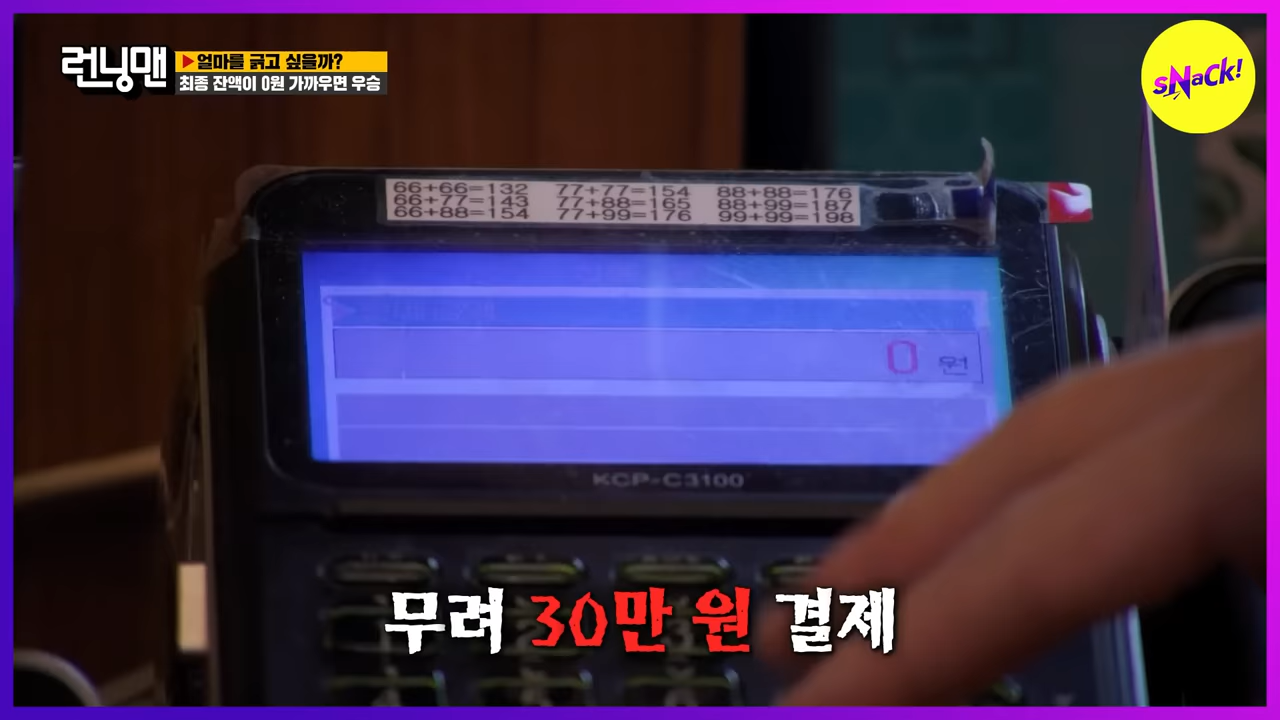 런닝맨
▶얼마를 긁고 싶을까?
최종 잔액이 0원 가까우면 우승
sNaCK!
66+66=132 77+77=154 88+88=176
66+77=143 77+88=165 88+99=187
66+88=154 77+99=176 99+99=198
0 원
KCP-C3100
무려 30만 원 결제